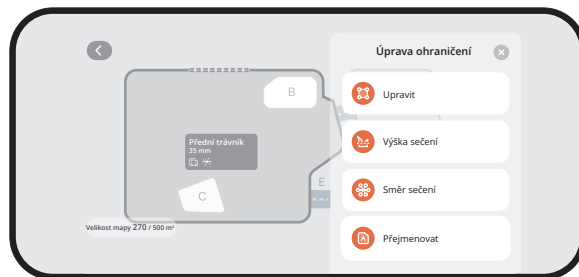 Úprava ohraničení
B
Upravit
Přední trávník
35 mm
Výška sečení
E
Směr sečení
C
Velikost mapy 270 / 500 m²
A
Přejmenovat